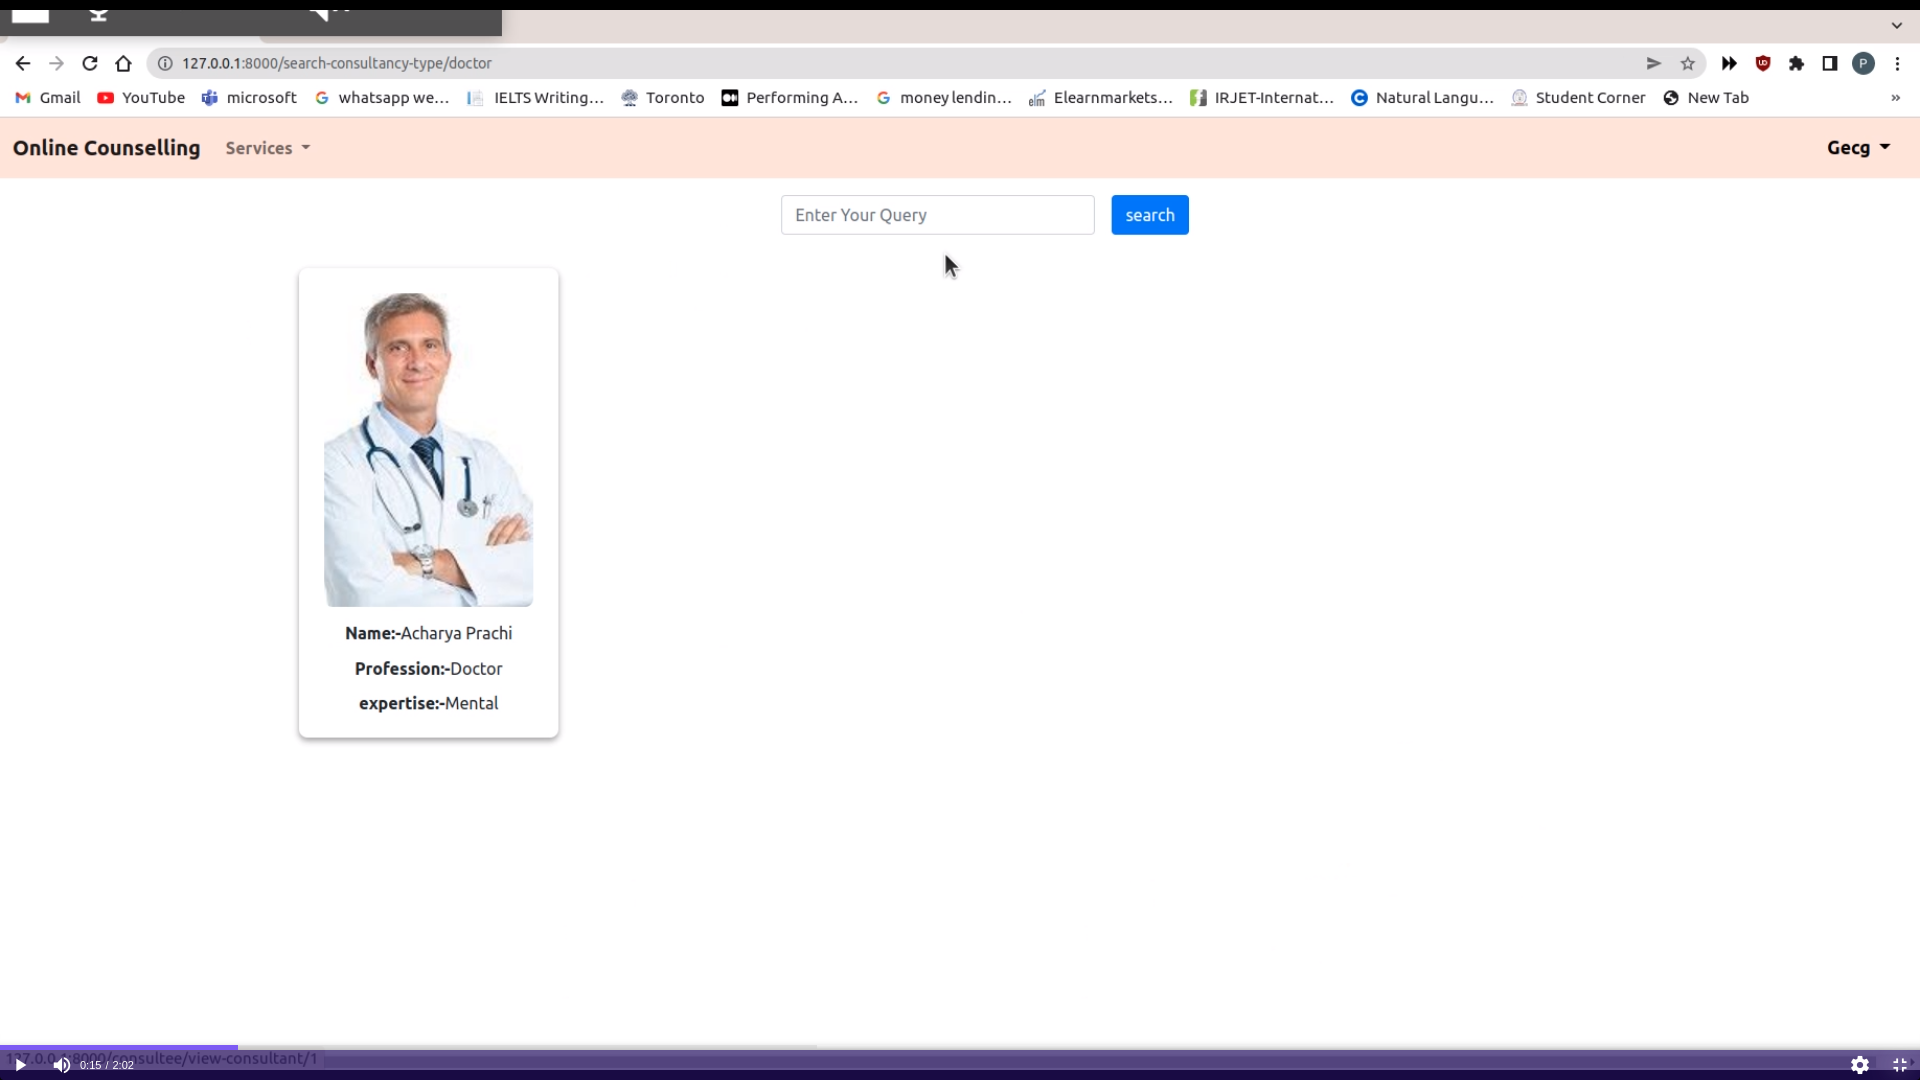 127.0.0.1:8000/search-consultancy-type/doctor
Gmail YouTube microsoft whatsapp we... IELTS Writing... Toronto Performing A... money lendin... Elearnmarkets... IRJET-Internat... Natural Langu... Student Corner New Tab »
Online Counselling Services Gecg
Enter Your Query search
Name:-Acharya Prachi
Profession:-Doctor
expertise:-Mental
127.0.0.1:8000/consultee/view-consultant/1
0:15 / 2:02